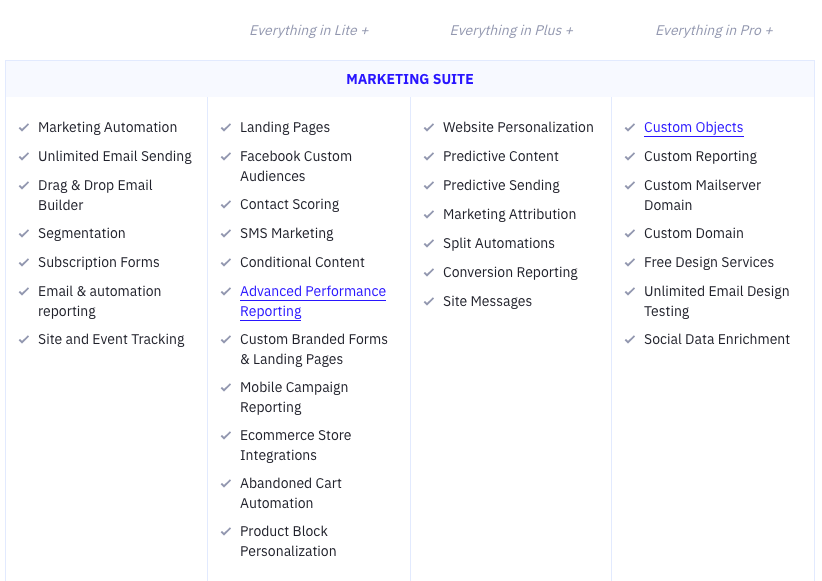 Everything in Lite +
Everything in Plus +
Everything in Pro +
MARKETING SUITE
Marketing Automation
Unlimited Email Sending
Drag & Drop Email
Builder
Segmentation
Subscription Forms
Email & automation
reporting
Site and Event Tracking
Landing Pages
Facebook Custom
Audiences
Contact Scoring
SMS Marketing
Conditional Content
Advanced Performance
Reporting
Custom Branded Forms
& Landing Pages
Mobile Campaign
Reporting
Ecommerce Store
Integrations
Abandoned Cart
Automation
Product Block
Personalization
Website Personalization
Predictive Content
Predictive Sending
Marketing Attribution
Split Automations
Conversion Reporting
Site Messages
Custom Objects
Custom Reporting
Custom Mailserver
Domain
Custom Domain
Free Design Services
Unlimited Email Design
Testing
Social Data Enrichment